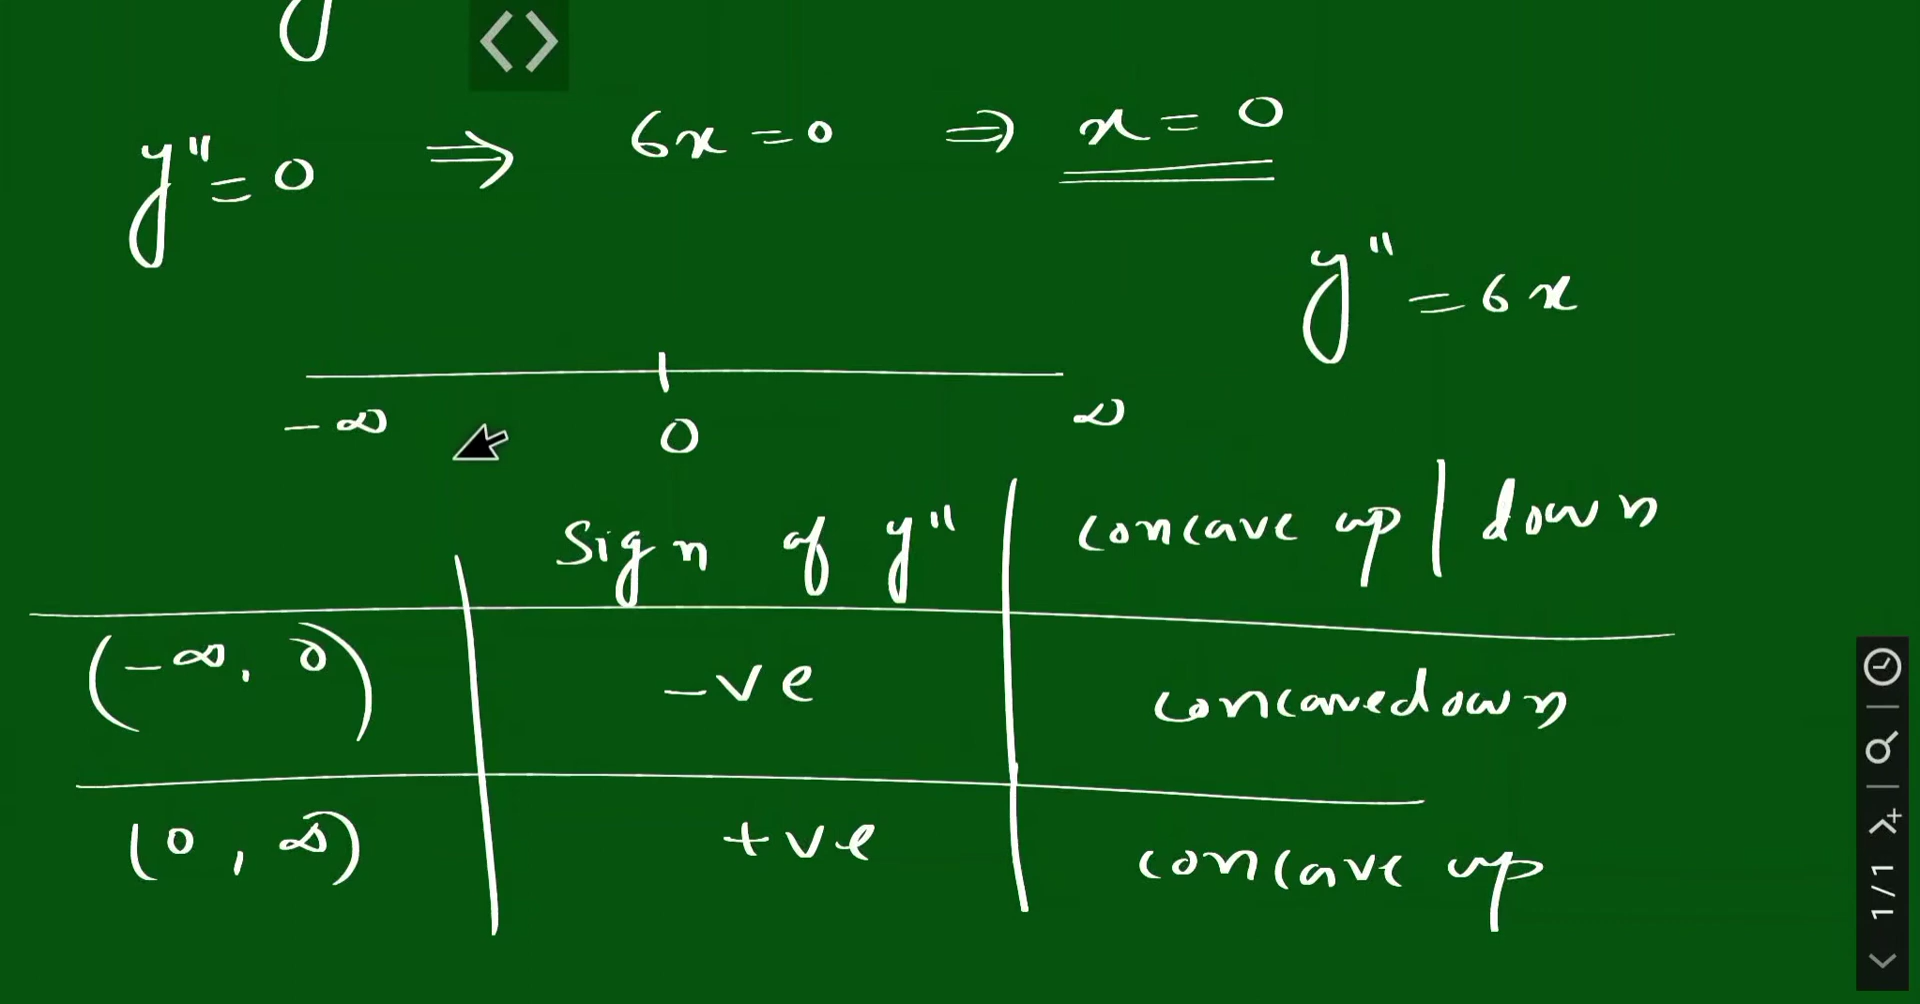 y
y'' = 0 ⇒ 6x = 0 ⇒ x = 0
y'' = 6x
-∞ 0 ∞
Sign of y'' | concave up | down
(-∞, 0) | -ve | concavedown
(0, ∞) | +ve | concave up
1/1